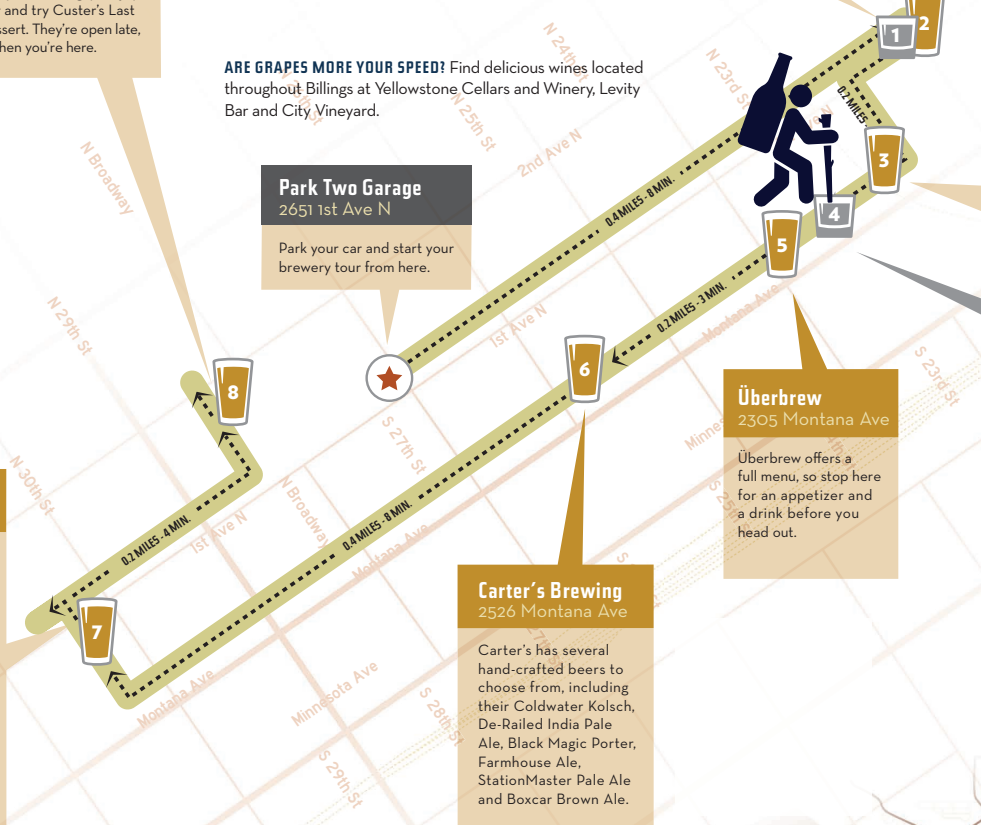 and try Custer's Last
They're open late,
you're here.
ARE GRAPES MORE YOUR SPEED? Find delicious wines located
throughout Billings at Yellowstone Cellars and Winery, Levity
Bar and City Vineyard.
Park Two Garage
2651 1st Ave N
Park your car and start your
brewery tour from here.
N 24th St
N 23rd St
N 25th St
2nd Ave N
N Broadway
N 29th St
N 30th St
1
2
0.2 MILES
3
4
5
0.4 MILES - 8 MIN.
0.2 MILES - 3 MIN.
Montana Ave
1st Ave N
6
8
S 23rd St
S 27th St
N Broadway
Überbrew
2305 Montana Ave
Überbrew offers a
full menu, so stop here
for an appetizer and
a drink before you
head out.
0.2 MILES - 4 MIN.
1st Ave N
0.4 MILES - 8 MIN.
Montana Ave
7
Carter's Brewing
2526 Montana Ave
Carter's has several
hand-crafted beers to
choose from, including
their Coldwater Kolsch,
De-Railed India Pale
Ale, Black Magic Porter,
Farmhouse Ale,
StationMaster Pale Ale
and Boxcar Brown Ale.
Montana Ave
Minnesota Ave
S 28th St
S 29th St